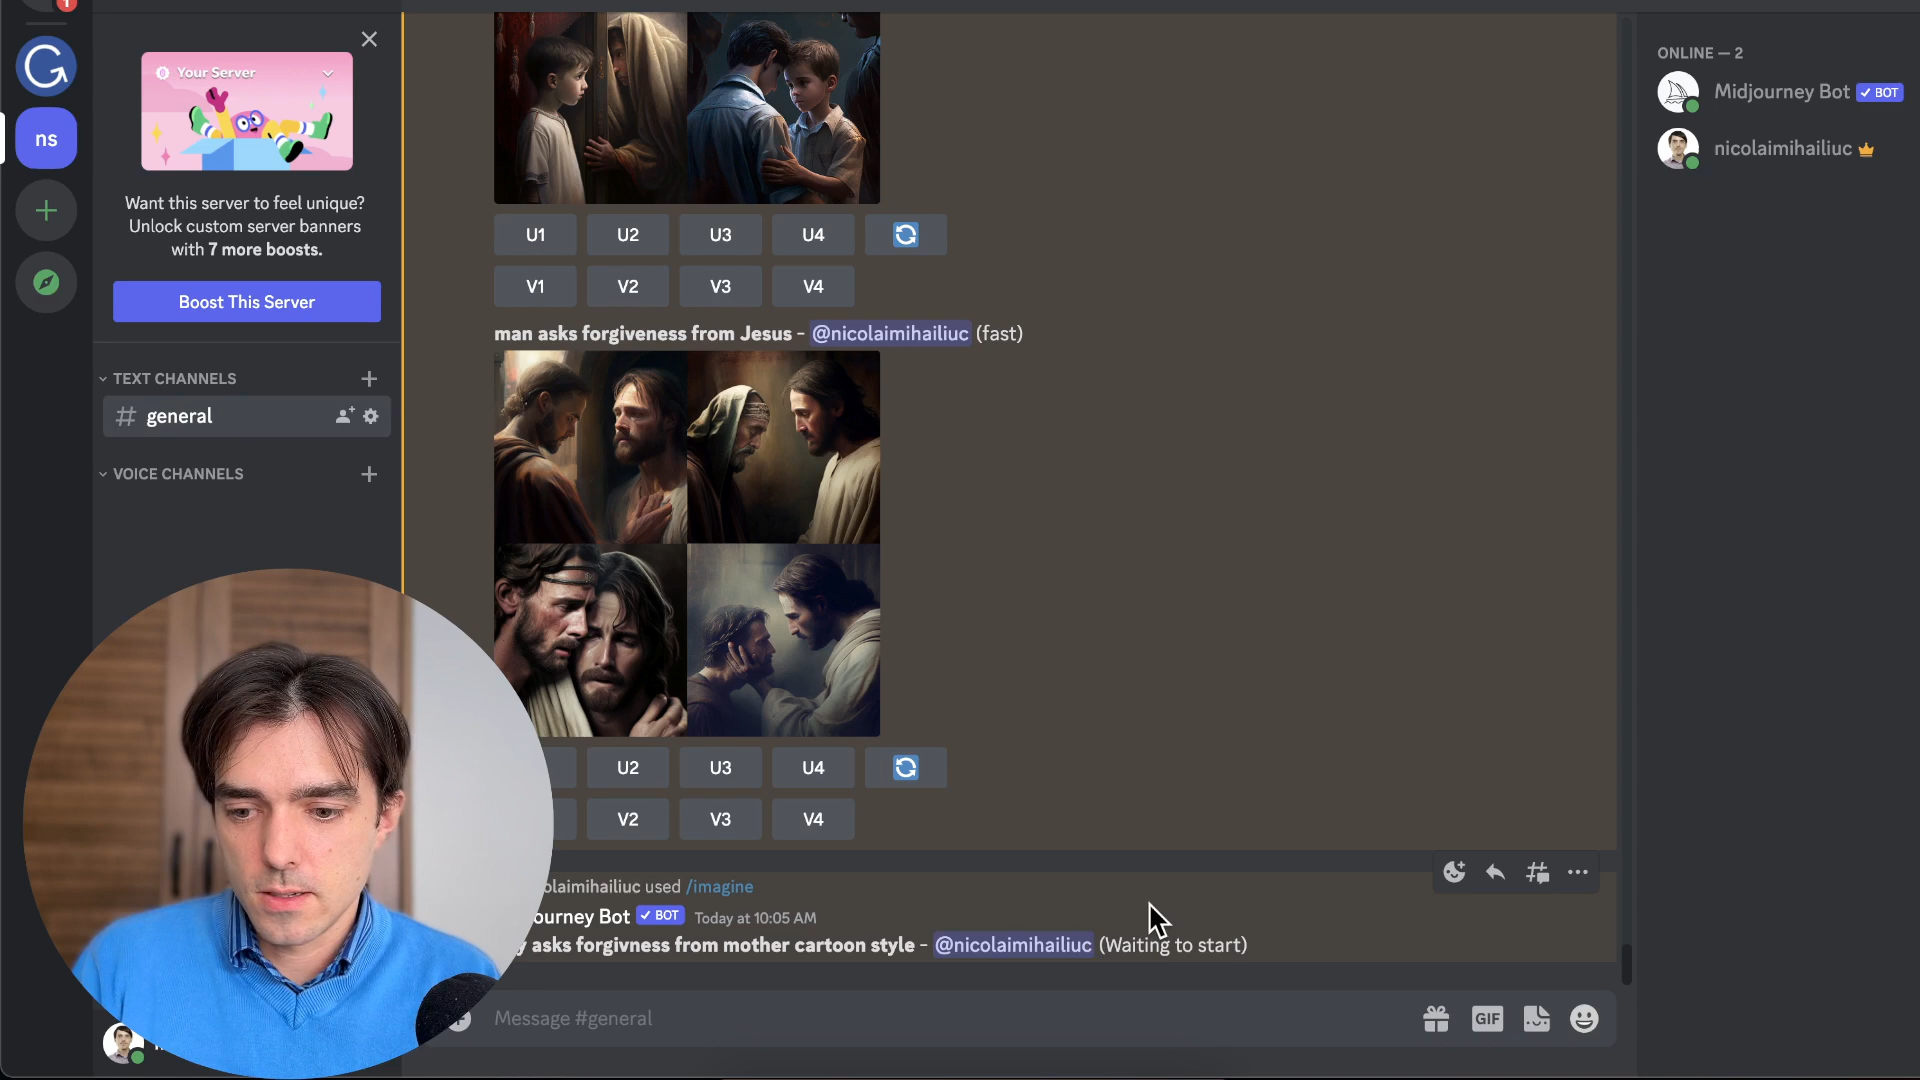 1
ns
Your Server
Want this server to feel unique?
Unlock custom server banners
with 7 more boosts.
Boost This Server
TEXT CHANNELS
general
VOICE CHANNELS
U1 U2 U3 U4
V1 V2 V3 V4
man asks forgiveness from Jesus - @nicolaimihailiuc (fast)
U2 U3 U4
V2 V3 V4
olaimihailiuc used /imagine
ourney Bot ✓ BOT Today at 10:05 AM
y asks forgivness from mother cartoon style - @nicolaimihailiuc (Waiting to start)
Message #general
GIF
ONLINE — 2
Midjourney Bot ✓ BOT
nicolaimihailiuc